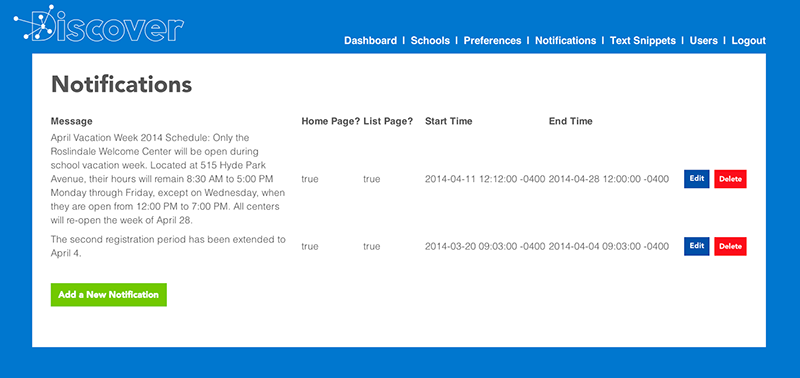 Discover
Dashboard | Schools | Preferences | Notifications | Text Snippets | Users | Logout
Notifications
Message Home Page? List Page? Start Time End Time
April Vacation Week 2014 Schedule: Only the
Roslindale Welcome Center will be open during
school vacation week. Located at 515 Hyde Park
Avenue, their hours will remain 8:30 AM to 5:00 PM
Monday through Friday, except on Wednesday, when
they are open from 12:00 PM to 7:00 PM. All centers
will re-open the week of April 28.
true true 2014-04-11 12:12:00 -0400 2014-04-28 12:00:00 -0400 Edit Delete
The second registration period has been extended to
April 4.
true true 2014-03-20 09:03:00 -0400 2014-04-04 09:03:00 -0400 Edit Delete
Add a New Notification